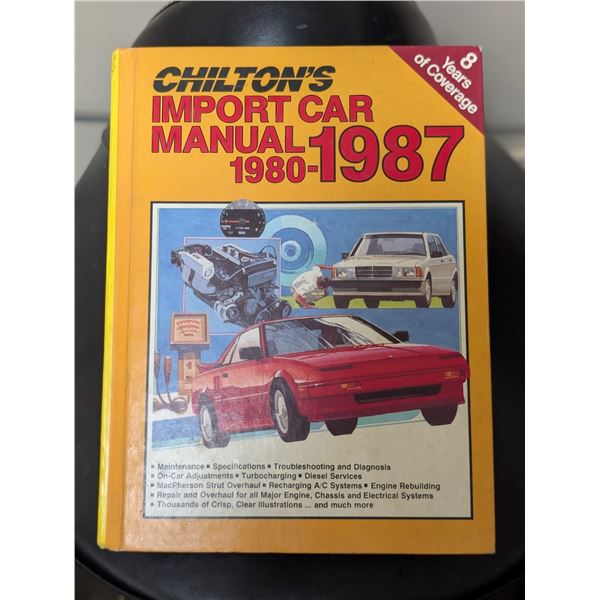 8
Years
of Coverage
CHILTON'S
IMPORT CAR
MANUAL
1980-1987
▪ Maintenance ▪ Specifications ▪ Troubleshooting and Diagnosis
▪ On-Car Adjustments ▪ Turbocharging ▪ Diesel Services
▪ MacPherson Strut Overhaul ▪ Recharging A/C Systems ▪ Engine Rebuilding
▪ Repair and Overhaul for all Major Engine, Chassis and Electrical Systems
▪ Thousands of Crisp, Clear Illustrations ... and much more